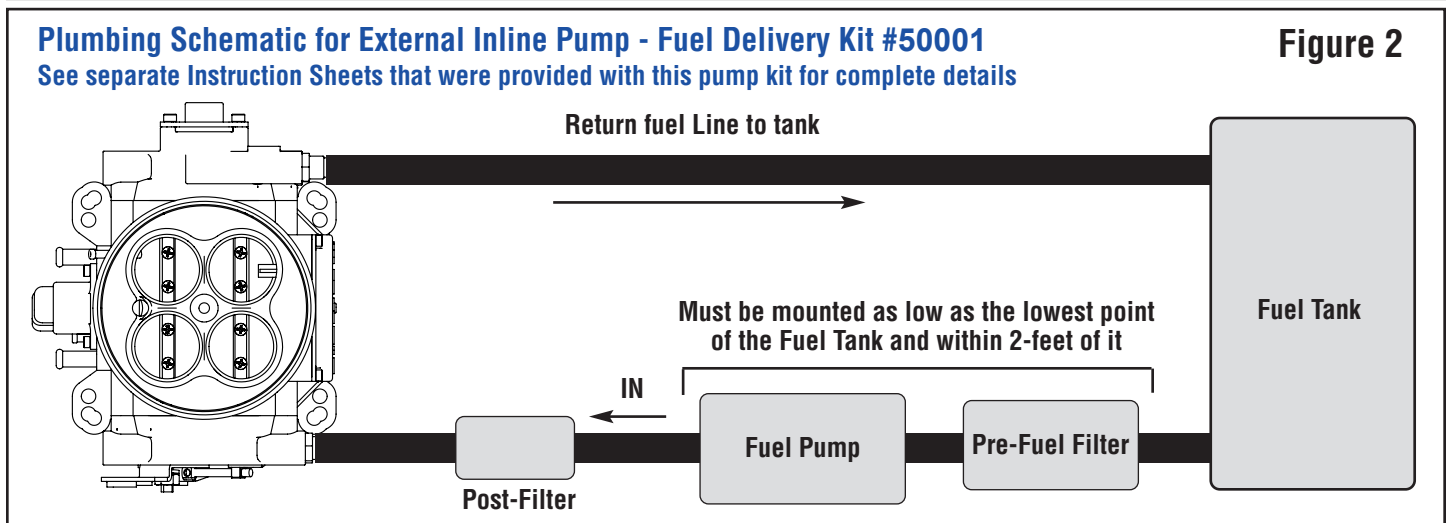 Plumbing Schematic for External Inline Pump - Fuel Delivery Kit #50001
Figure 2
See separate Instruction Sheets that were provided with this pump kit for complete details
Return fuel Line to tank
Fuel Tank
Must be mounted as low as the lowest point
of the Fuel Tank and within 2-feet of it
IN
Fuel Pump
Pre-Fuel Filter
Post-Filter